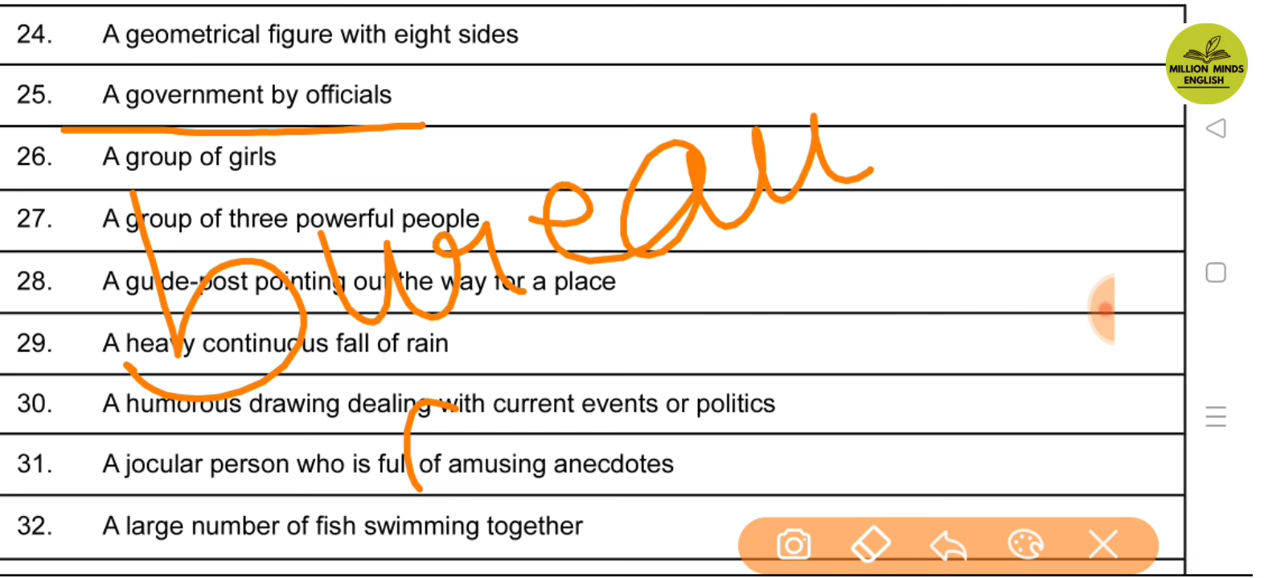 24. A geometrical figure with eight sides
MILLION MINDS
ENGLISH
25. A government by officials
26. A group of girls
27. A group of three powerful people
bureau
28. A guide-post pointing out the way for a place
29. A heavy continuous fall of rain
30. A humorous drawing dealing with current events or politics
31. A jocular person who is full of amusing anecdotes
32. A large number of fish swimming together